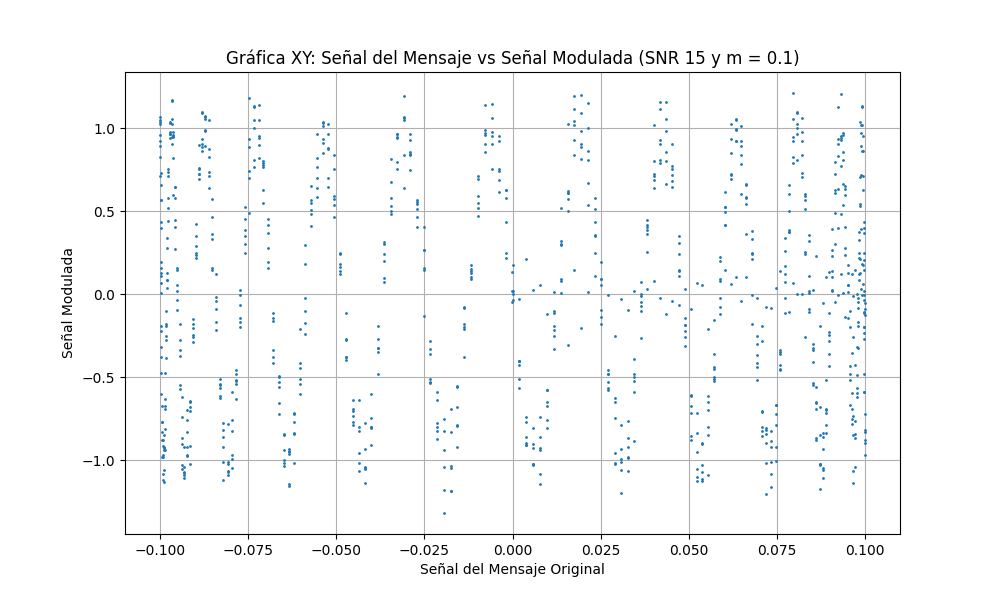 Gráfica XY: Señal del Mensaje vs Señal Modulada (SNR 15 y m = 0.1)
Señal Modulada
1.0
0.5
0.0
−0.5
−1.0
−0.100 −0.075 −0.050 −0.025 0.000 0.025 0.050 0.075 0.100
Señal del Mensaje Original